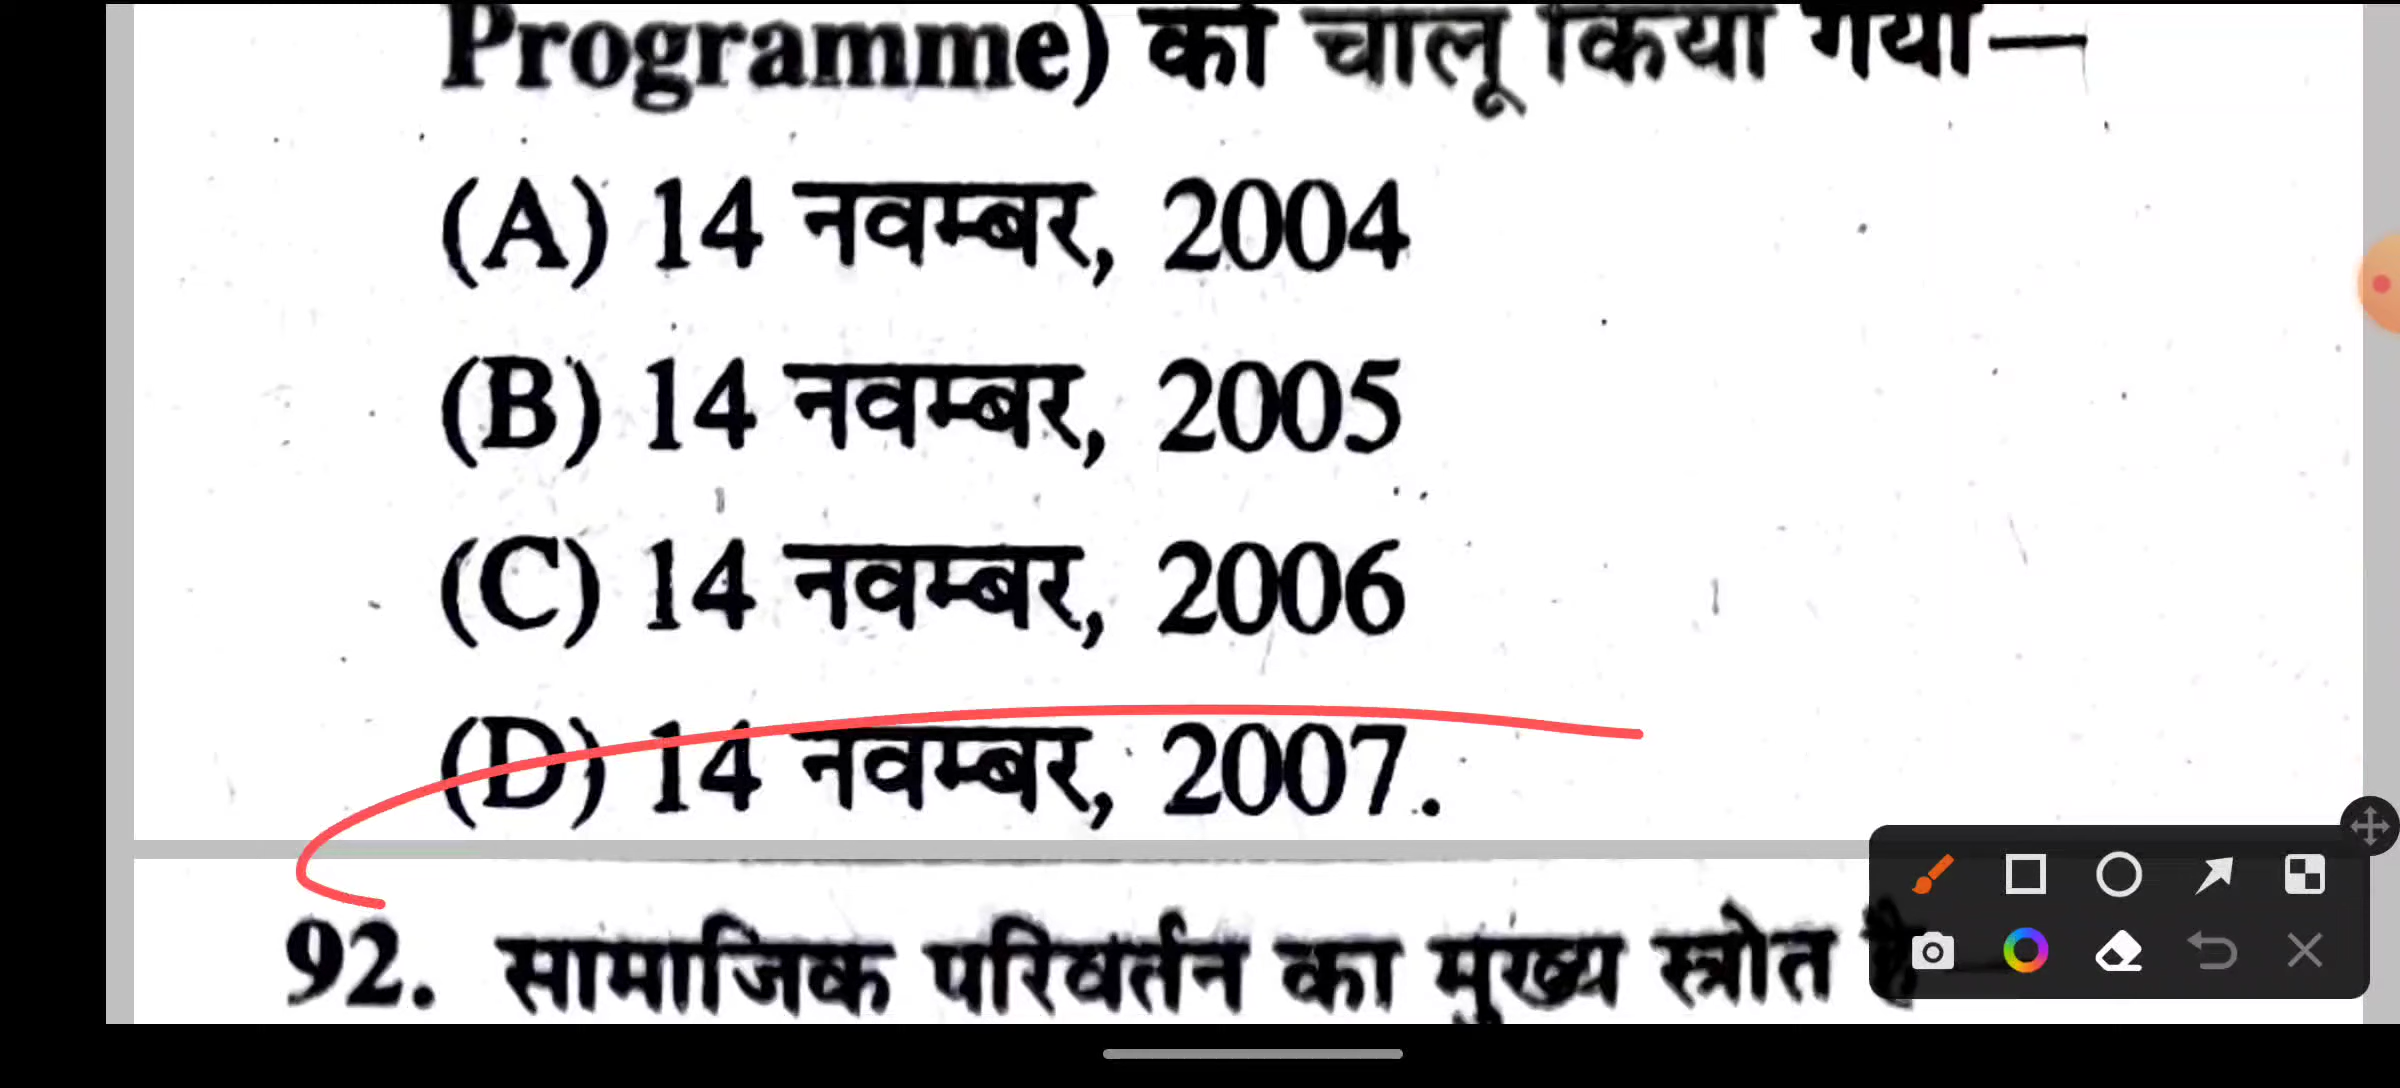 Programme) को चालू किया गया—
(A) 14 नवम्बर, 2004
(B) 14 नवम्बर, 2005
(C) 14 नवम्बर, 2006
(D) 14 नवम्बर, 2007.
92. सामाजिक परिवर्तन का मुख्य स्त्रोत है